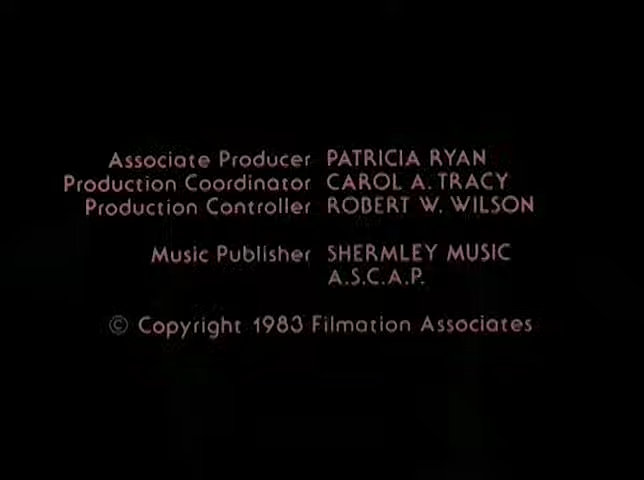 Associate Producer PATRICIA RYAN
Production Coordinator CAROL A. TRACY
Production Controller ROBERT W. WILSON
Music Publisher SHERMLEY MUSIC
A.S.C.A.P.
© Copyright 1983 Filmation Associates